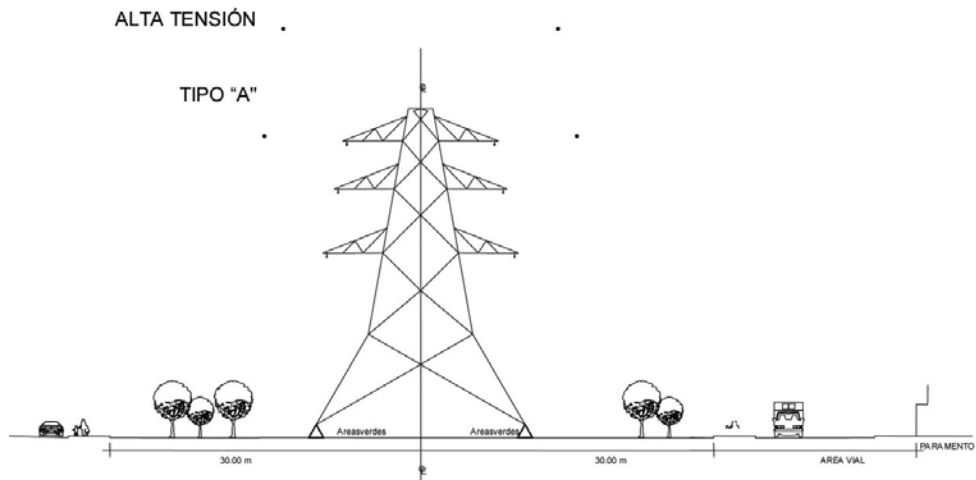 ALTA TENSIÓN
TIPO "A"
Areasverdes
Areasverdes
PARAMENTO
30.00 m
30.00 m
AREA VIAL